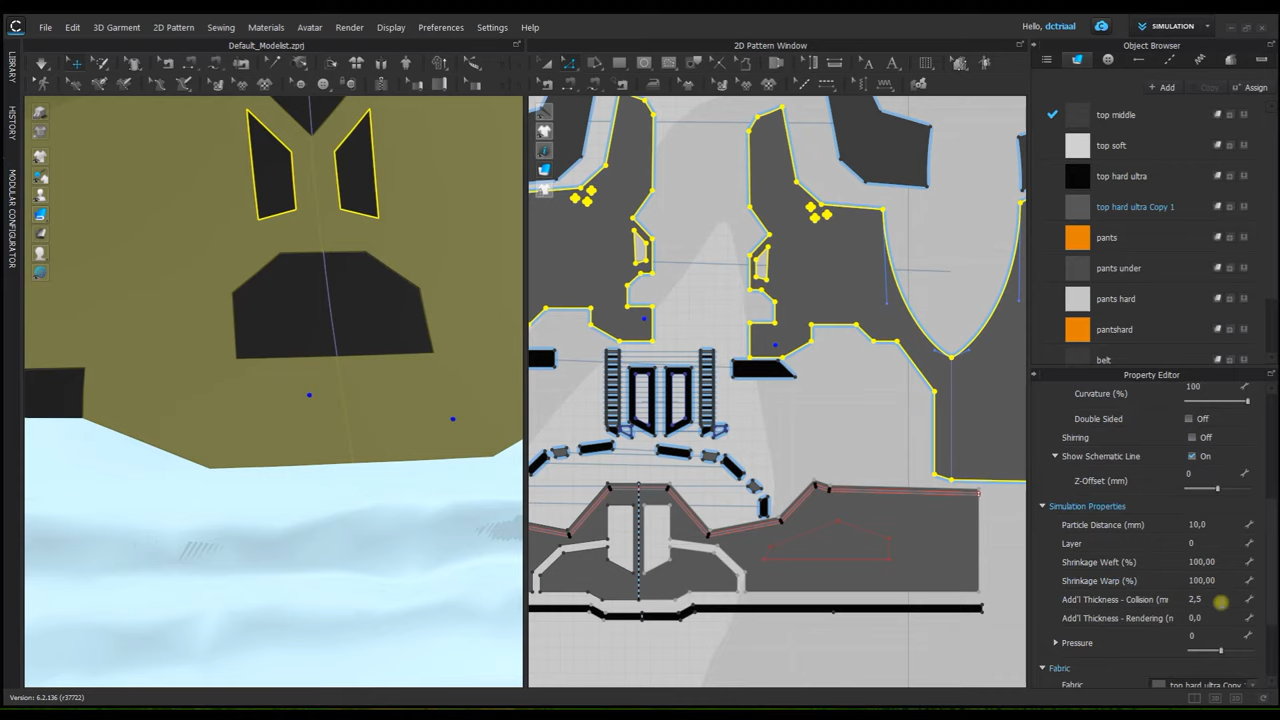 File Edit 3D Garment Avatar 2D Pattern Sewing Materials Render Display Preferences Settings Help
Hello, dctriaal
SIMULATION
Default_Modelist.zprj
2D Pattern Window
Object Browser
LIBRARY
HISTORY
MODULAR CONFIGURATOR
+ Add
Copy
Assign
top middle
top soft
top hard ultra
top hard ultra Copy 1
pants
pants under
pants hard
pantshard
belt
Property Editor
Curvature (%) 100
Double Sided Off
Shirring Off
Show Schematic Line On
Z-Offset (mm) 0
Simulation Properties
Particle Distance (mm) 10,0
Layer 0
Shrinkage Weft (%) 100,00
Shrinkage Warp (%) 100,00
Add'l Thickness - Collision (m 2,5
Add'l Thickness - Rendering (n 0,0
Pressure 0
Fabric
Fabric top hard ultra Copy
Version: 6.2.136 (r37722)